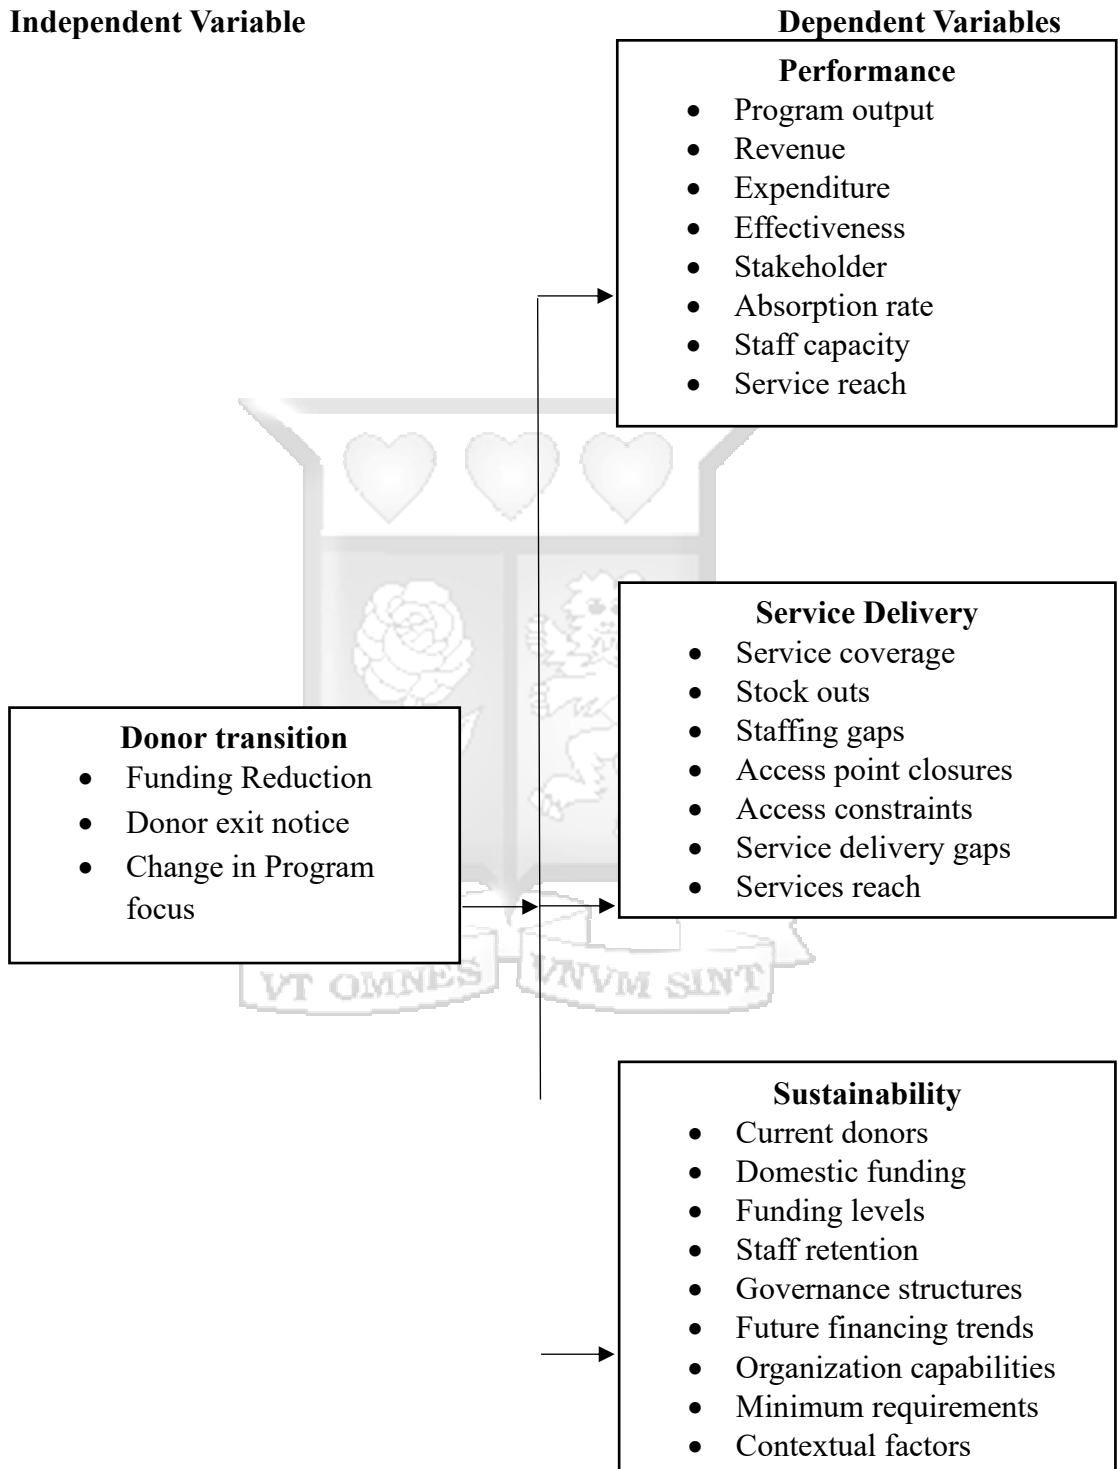 Independent Variable
Dependent Variables
Performance
• Program output
• Revenue
• Expenditure
• Effectiveness
• Stakeholder
• Absorption rate
• Staff capacity
• Service reach
Service Delivery
• Service coverage
• Stock outs
• Staffing gaps
• Access point closures
• Access constraints
• Service delivery gaps
• Services reach
Donor transition
• Funding Reduction
• Donor exit notice
• Change in Program
focus
VT OMNES VNVM SINT
Sustainability
• Current donors
• Domestic funding
• Funding levels
• Staff retention
• Governance structures
• Future financing trends
• Organization capabilities
• Minimum requirements
• Contextual factors